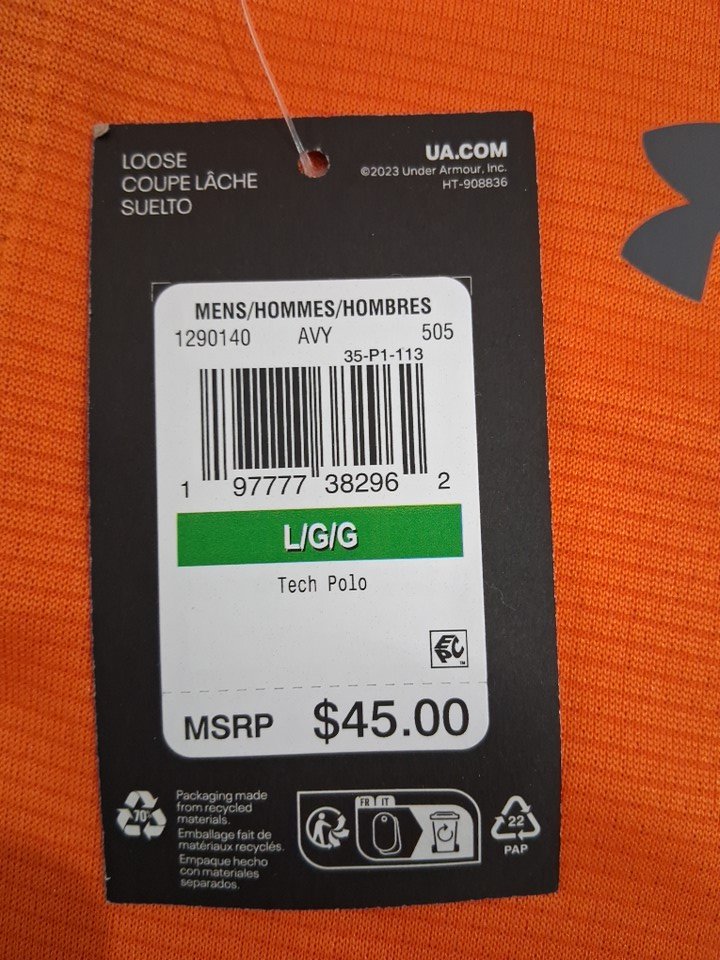 LOOSE
COUPE LÂCHE
SUELTO
UA.COM
©2023 Under Armour, Inc.
HT-908836
MENS/HOMMES/HOMBRES
1290140 AVY 505
35-P1-113
1 97777 38296 2
L/G/G
Tech Polo
EPC
™
MSRP $45.00
70%
Packaging made
from recycled
materials.
Emballage fait de
matériaux recyclés.
Empaque hecho
con materiales
separados.
FR IT
22
PAP